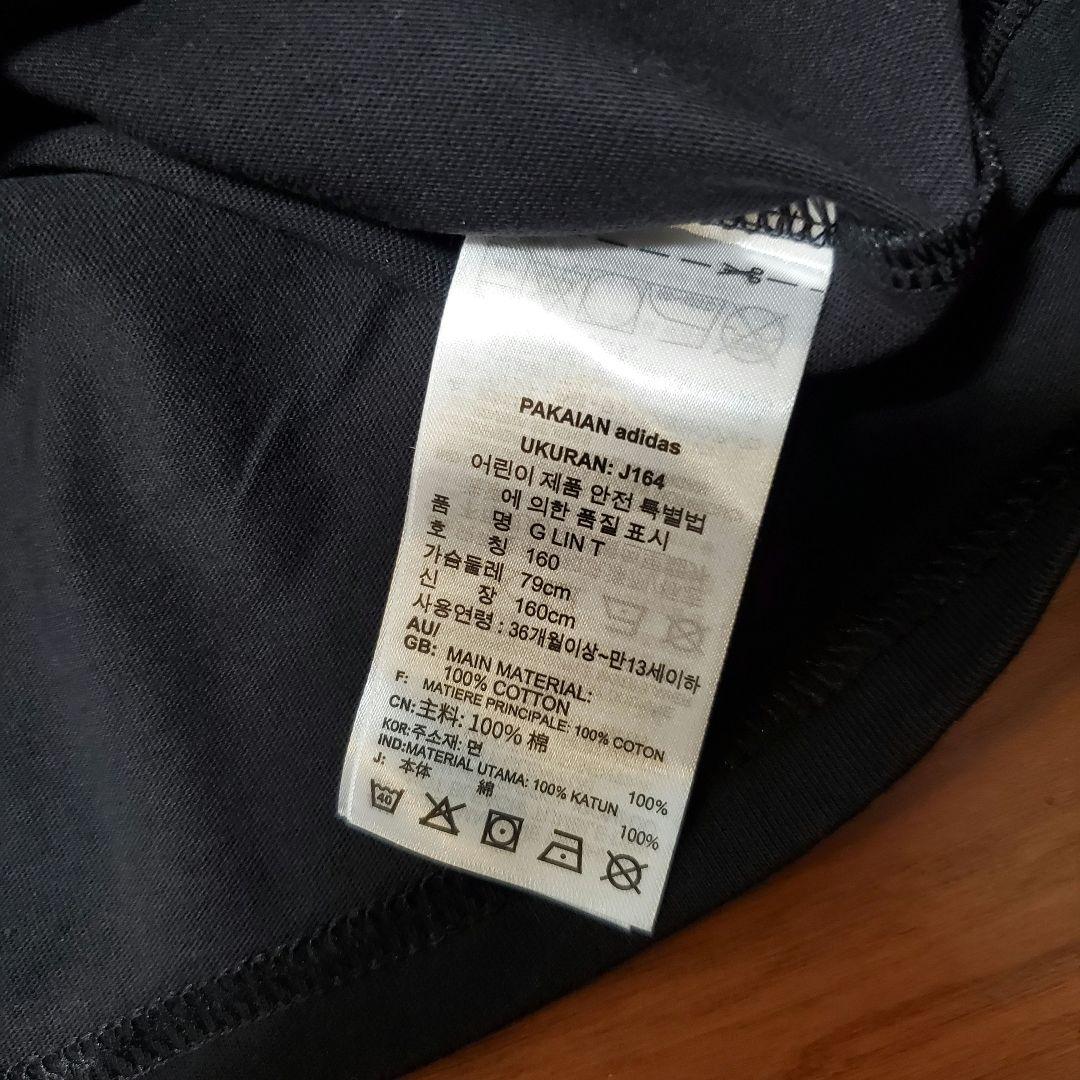 PAKAIAN adidas
UKURAN: J164
어린이 제품 안전 특별법
에 의한 품질 표시
품 명 G LIN T
호 칭 160
가슴둘레 79cm
신 장 160cm
사용연령 : 36개월이상~만13세이하
AU/
GB: MAIN MATERIAL:
100% COTTON
F: MATIERE PRINCIPALE: 100% COTON
CN: 主料: 100% 棉
KOR: 주소재: 면 100%
IND: MATERIAL UTAMA: 100% KATUN
J: 本体 綿 100%
40